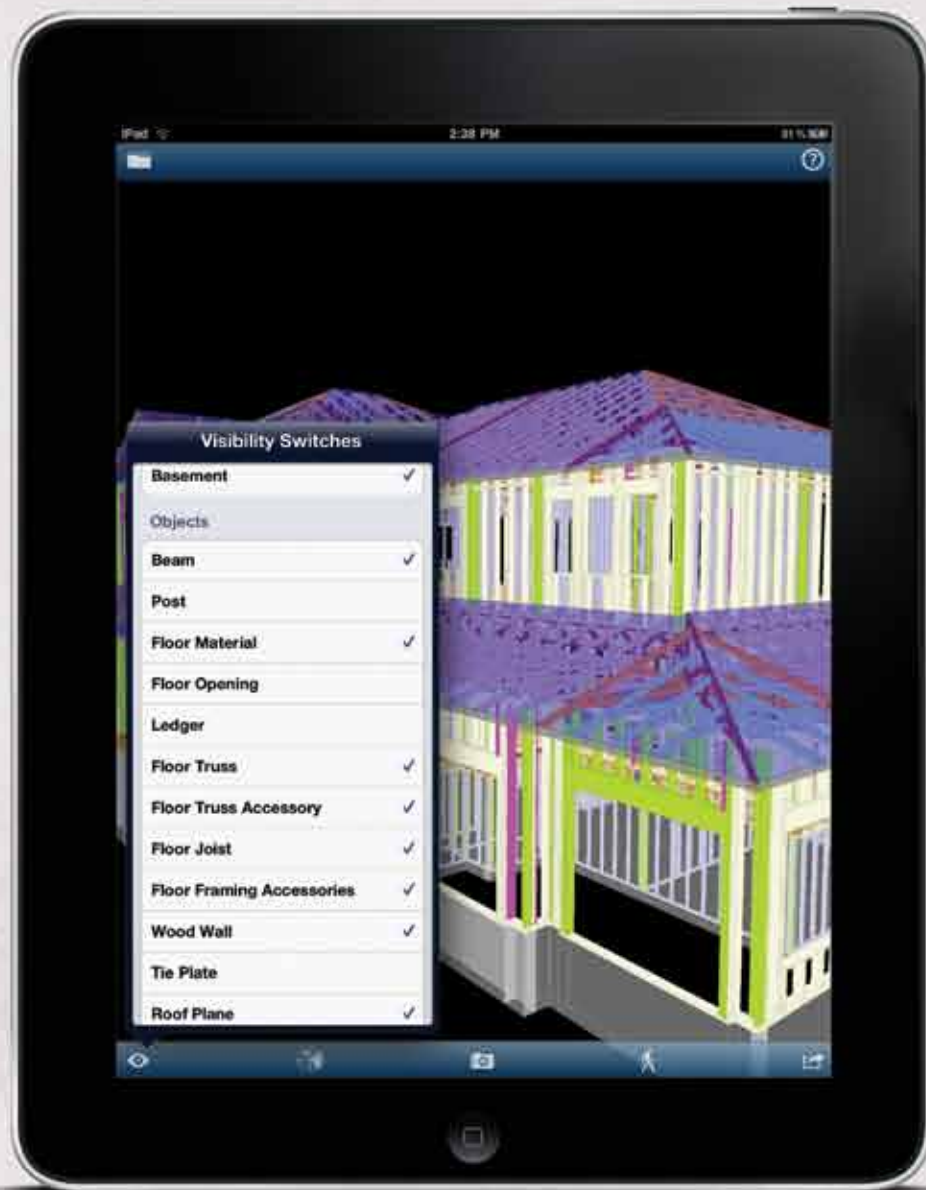 iPad
2:38 PM
Visibility Switches
Basement ✓
Objects
Beam ✓
Post
Floor Material ✓
Floor Opening
Ledger
Floor Truss ✓
Floor Truss Accessory ✓
Floor Joist ✓
Floor Framing Accessories ✓
Wood Wall ✓
Tie Plate
Roof Plane ✓